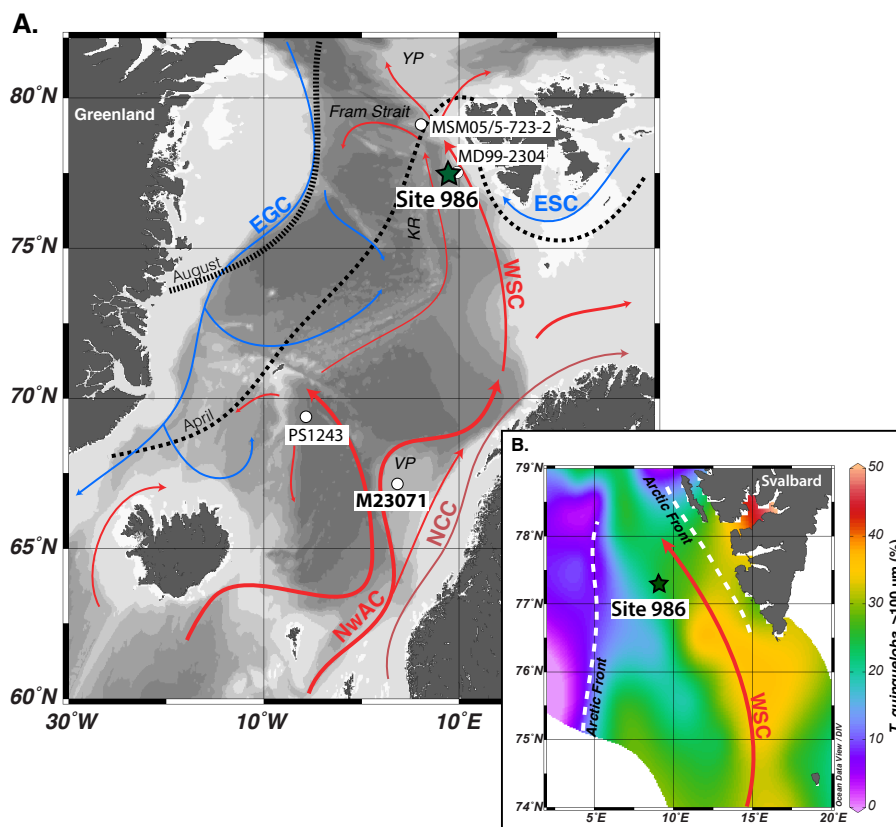 A.
YP
80°N
Greenland
Fram Strait
MSM05/5-723-2
MD99-2304
Site 986
ESC
EGC
KR
75°N
August
WSC
70°N
April
PS1243
VP
M23071
NCC
65°N
NwAC
60°N
30°W
10°W
10°E
B.
79°N
78°N
77°N
76°N
75°N
74°N
Svalbard
Arctic Front
Site 986
Arctic Front
WSC
5°E
10°E
15°E
20°E
Ocean Data View / DIV
50
40
30
20
10
0
T. quinqueloba >100 µm (%)